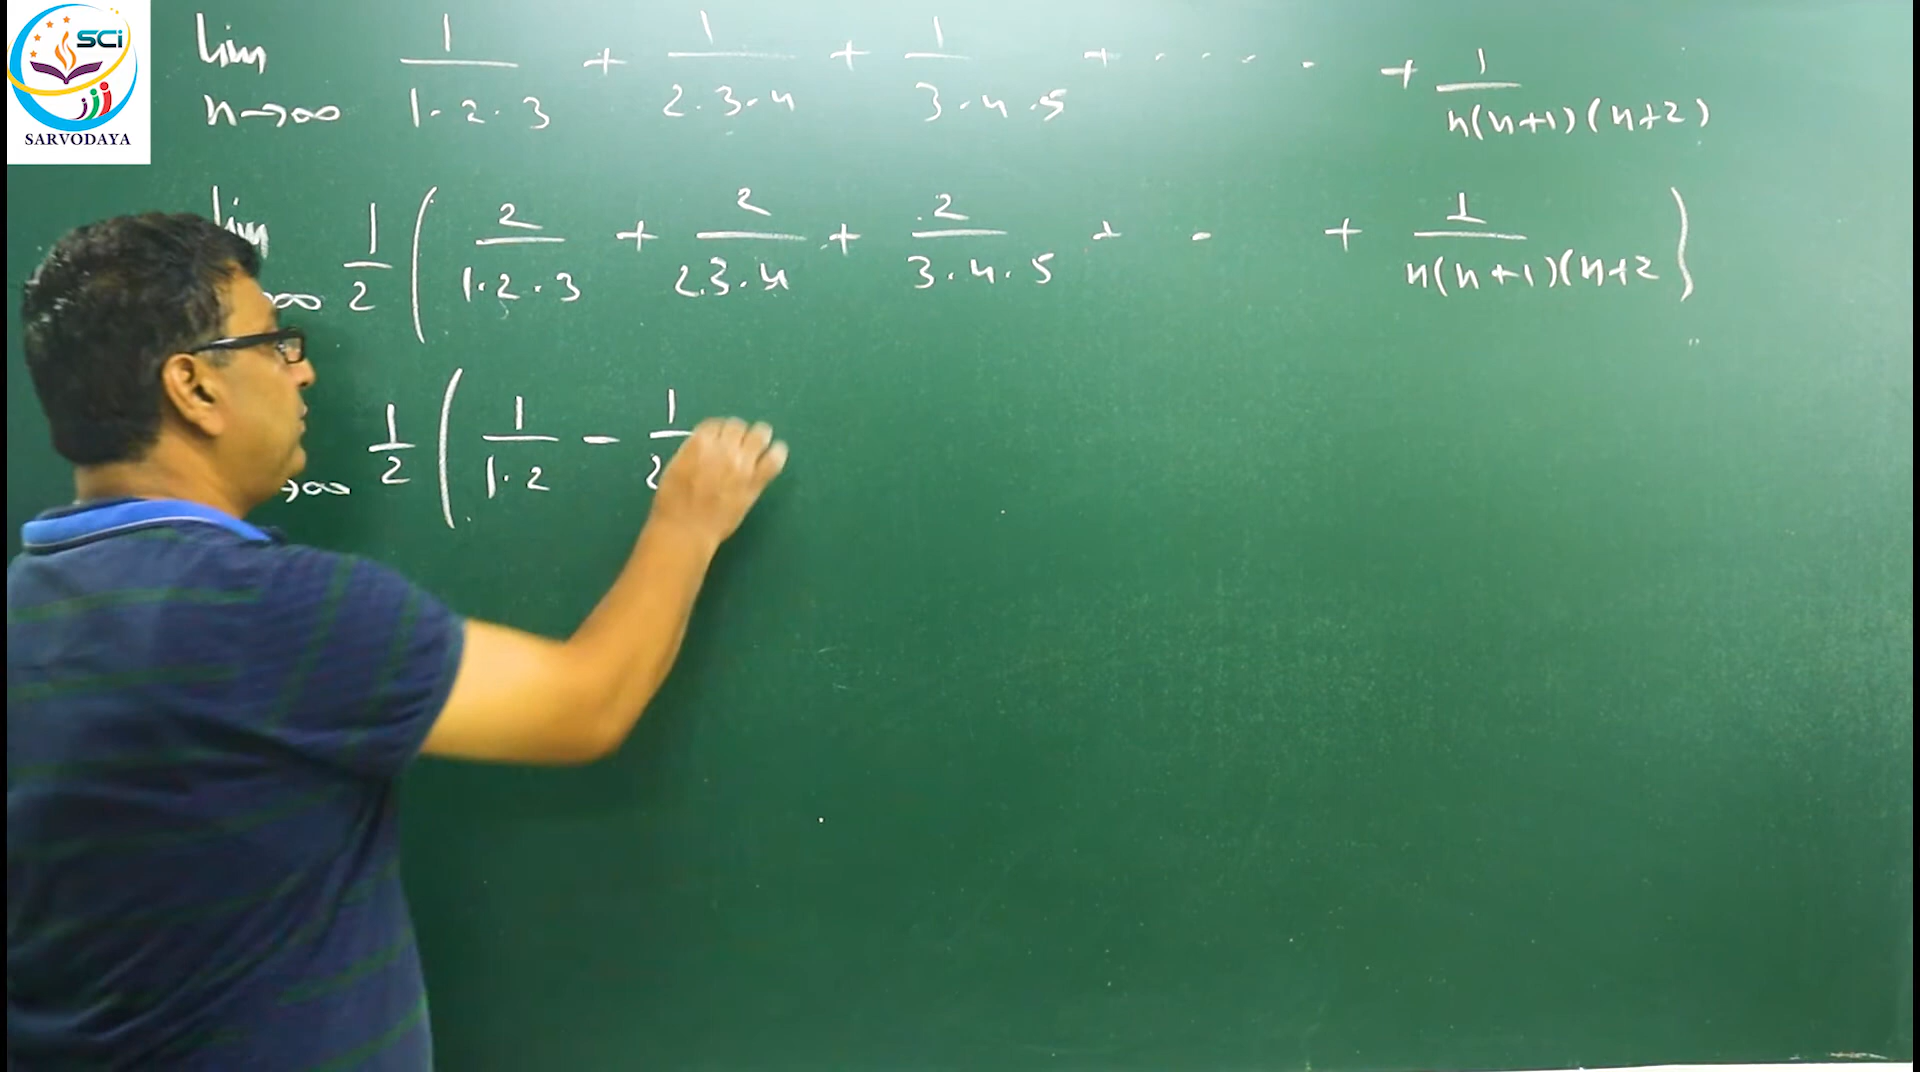 SCi
SARVODAYA
lim 1/(1·2·3) + 1/(2·3·4) + 1/(3·4·5) + ····· + 1/(n(n+1)(n+2))
n→∞
lim 1/2 ( 2/(1·2·3) + 2/(2·3·4) + 2/(3·4·5) + · + 1/(n(n+1)(n+2) )
∞
→∞ 1/2 ( 1/(1·2) - 1/2